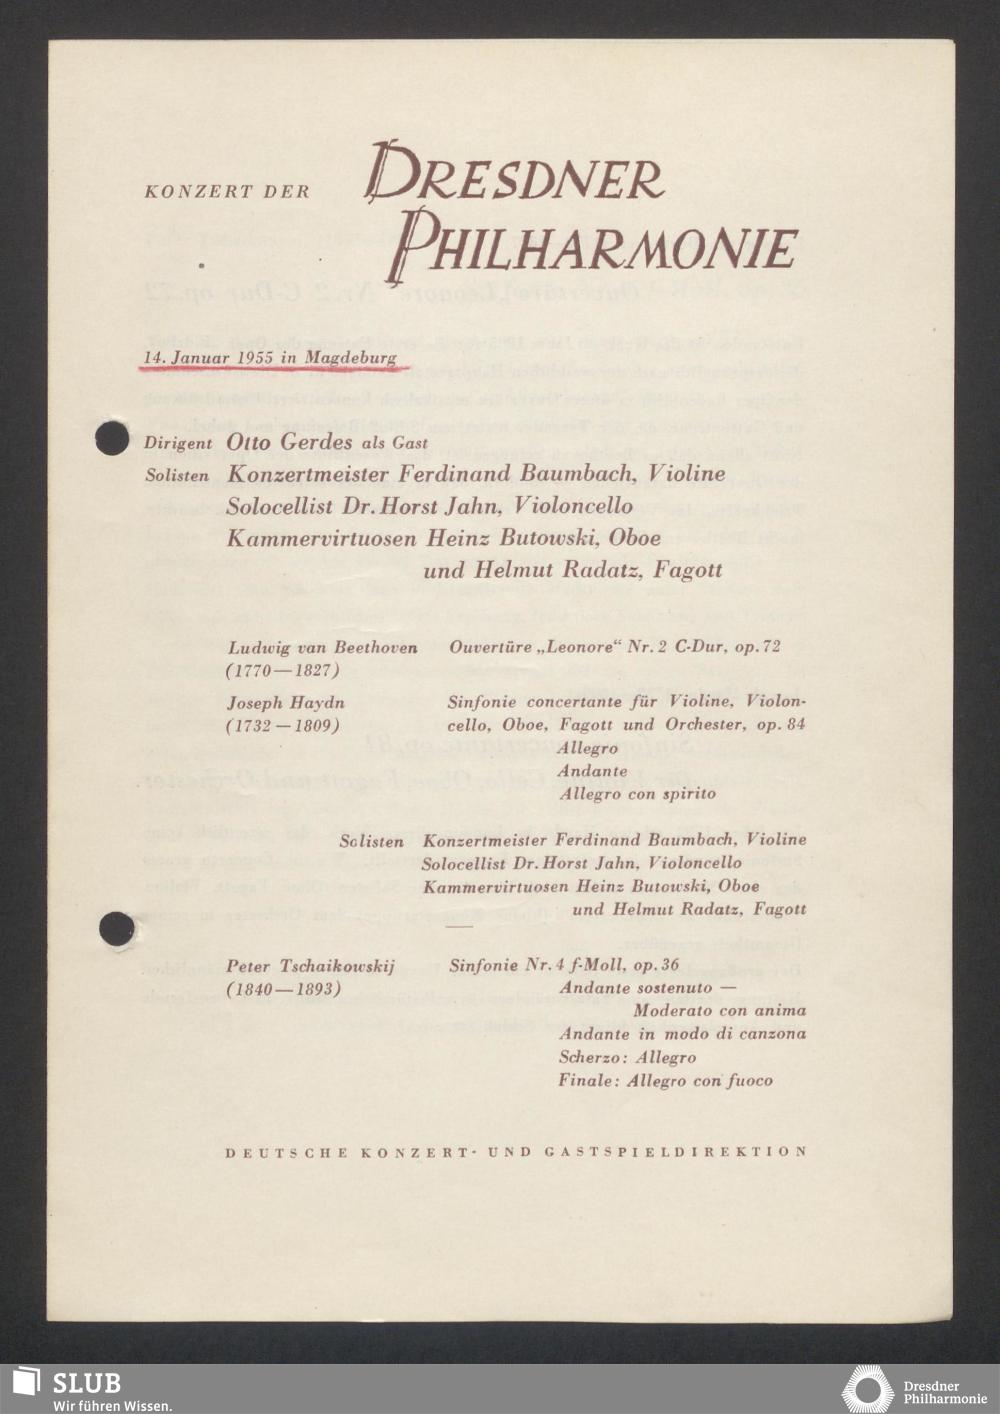 KONZERT DER DRESDNER
PHILHARMONIE
14. Januar 1955 in Magdeburg
Dirigent Otto Gerdes als Gast
Solisten Konzertmeister Ferdinand Baumbach, Violine
Solocellist Dr. Horst Jahn, Violoncello
Kammervirtuosen Heinz Butowski, Oboe
und Helmut Radatz, Fagott
Ludwig van Beethoven Ouvertüre „Leonore“ Nr. 2 C-Dur, op. 72
(1770—1827)
Joseph Haydn Sinfonie concertante für Violine, Violon-
(1732—1809) cello, Oboe, Fagott und Orchester, op. 84
Allegro
Andante
Allegro con spirito
Solisten Konzertmeister Ferdinand Baumbach, Violine
Solocellist Dr. Horst Jahn, Violoncello
Kammervirtuosen Heinz Butowski, Oboe
und Helmut Radatz, Fagott
Peter Tschaikowskij Sinfonie Nr. 4 f-Moll, op. 36
(1840—1893) Andante sostenuto —
Moderato con anima
Andante in modo di canzona
Scherzo: Allegro
Finale: Allegro con fuoco
DEUTSCHE KONZERT- UND GASTSPIELDIREKTION
SLUB
Wir führen Wissen.
Dresdner
Philharmonie